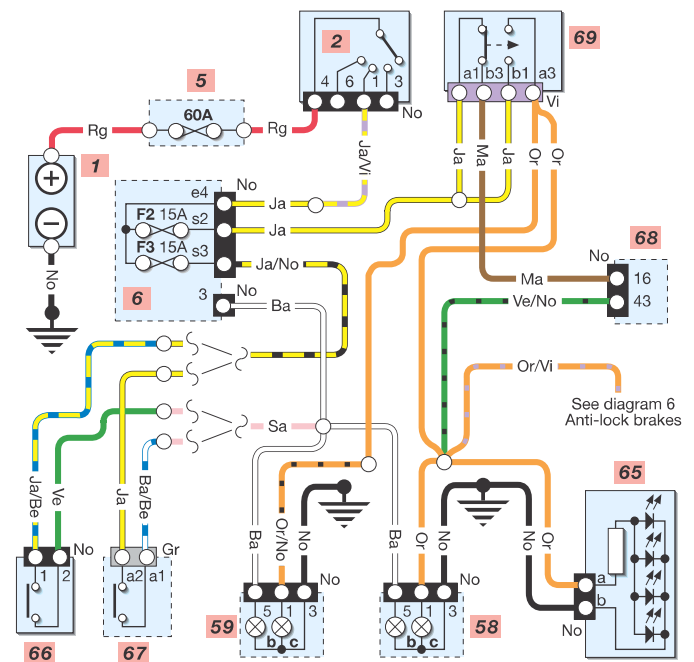 2
69
5
4 6 1 3
a1 b3 b1 a3
60A
No
Vi
Rg
Rg
1
Ja/Vi
Ja
Ma
Ja
Or
Or
+
−
No
e4
No
Ja
F2 15A
s2
Ja
F3 15A
s3
Ja/No
6
3
No
Ba
68
No
Ma
16
Ve/No
43
Or/Vi
See diagram 6
Anti-lock brakes
Sa
Ja/Be
Ve
Ja
Ba/Be
65
Ba
Or/No
No
Ba
Or
No
No
Or
No
1 2
Gr
a2 a1
No
No
a
b
No
5 1 3
b c
5 1 3
b c
66
67
59
58